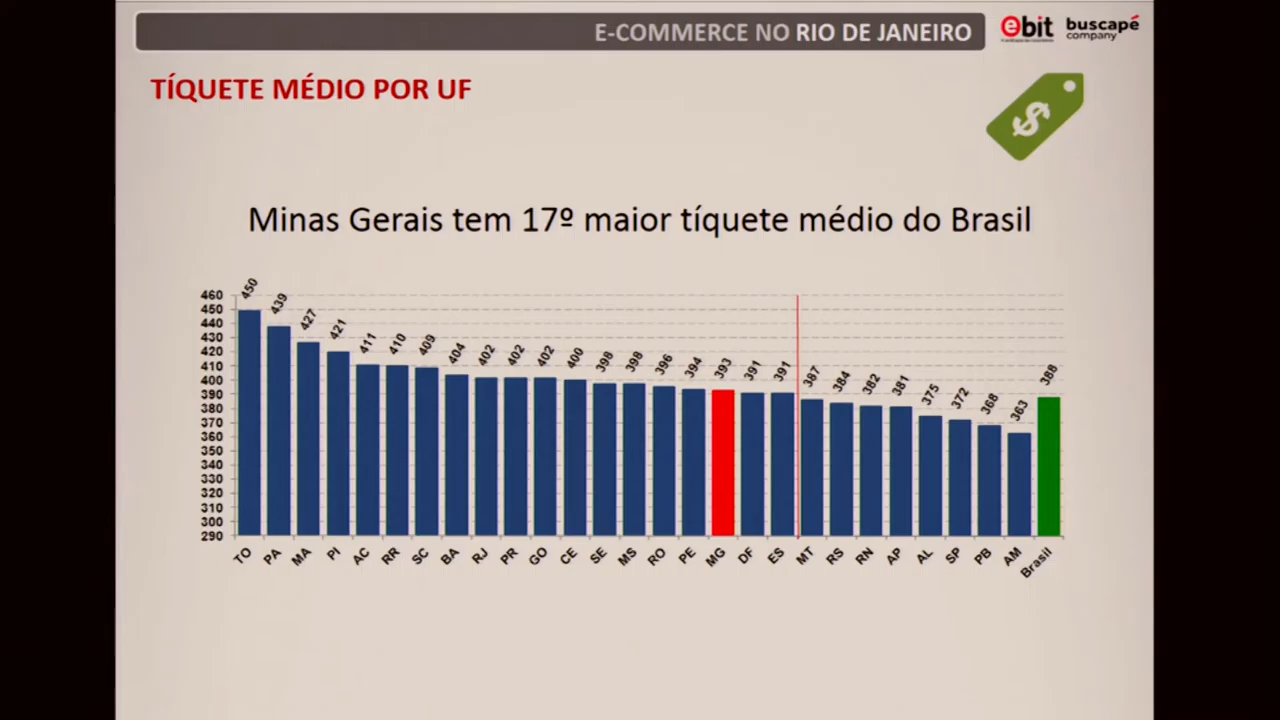 E-COMMERCE NO RIO DE JANEIRO
ebit
buscapé
company
TÍQUETE MÉDIO POR UF
$
Minas Gerais tem 17º maior tíquete médio do Brasil
460
450
440
430
420
410
400
390
380
370
360
350
340
330
320
310
300
290
450 439 427 421 411 410 409 404 402 402 402 400 398 398 396 394 393 391 391 387 384 382 381 375 372 368 363 388
TO PA MA PI AC RR SC BA RJ PR GO CE SE MS RO PE MG DF ES MT RS RN AP AL SP PB AM Brasil